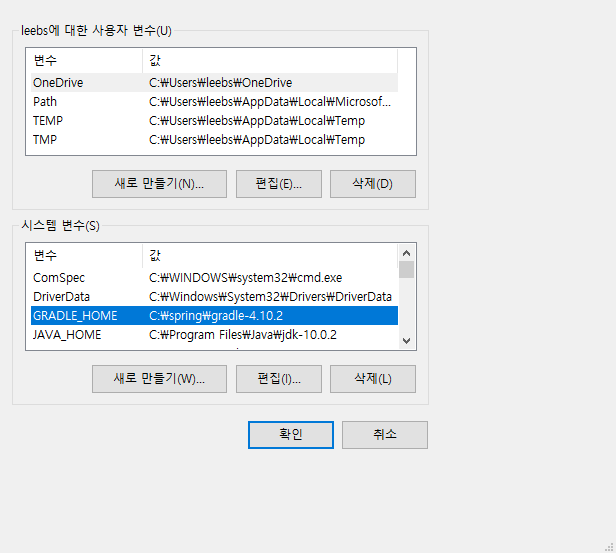 leebs에 대한 사용자 변수(U)
변수 값
OneDrive C:₩Users₩leebs₩OneDrive
Path C:₩Users₩leebs₩AppData₩Local₩Microsof...
TEMP C:₩Users₩leebs₩AppData₩Local₩Temp
TMP C:₩Users₩leebs₩AppData₩Local₩Temp
새로 만들기(N)... 편집(E)... 삭제(D)
시스템 변수(S)
변수 값
ComSpec C:₩WINDOWS₩system32₩cmd.exe
DriverData C:₩Windows₩System32₩Drivers₩DriverData
GRADLE_HOME C:₩spring₩gradle-4.10.2
JAVA_HOME C:₩Program Files₩Java₩jdk-10.0.2
새로 만들기(W)... 편집(I)... 삭제(L)
확인 취소